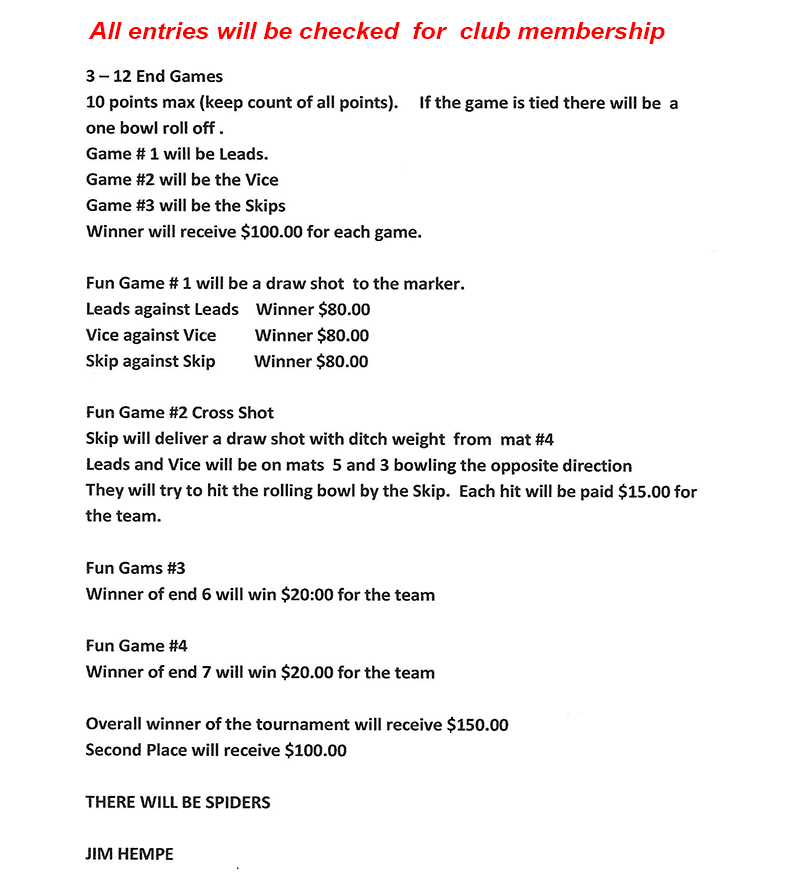 All entries will be checked for club membership
3 – 12 End Games
10 points max (keep count of all points). If the game is tied there will be a
one bowl roll off .
Game # 1 will be Leads.
Game #2 will be the Vice
Game #3 will be the Skips
Winner will receive $100.00 for each game.
Fun Game # 1 will be a draw shot to the marker.
Leads against Leads Winner $80.00
Vice against Vice Winner $80.00
Skip against Skip Winner $80.00
Fun Game #2 Cross Shot
Skip will deliver a draw shot with ditch weight from mat #4
Leads and Vice will be on mats 5 and 3 bowling the opposite direction
They will try to hit the rolling bowl by the Skip. Each hit will be paid $15.00 for
the team.
Fun Gams #3
Winner of end 6 will win $20:00 for the team
Fun Game #4
Winner of end 7 will win $20.00 for the team
Overall winner of the tournament will receive $150.00
Second Place will receive $100.00
THERE WILL BE SPIDERS
JIM HEMPE